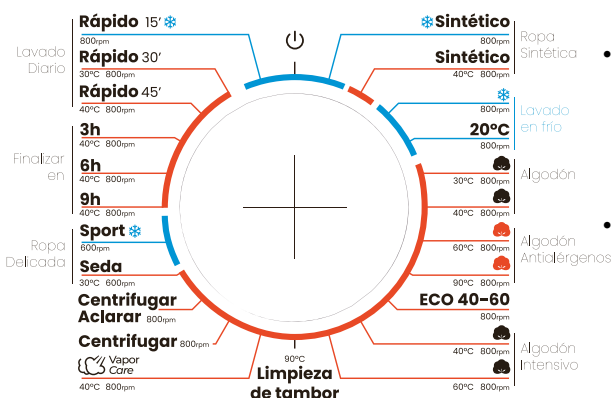 Rápido 15’
800rpm
Rápido 30’
30ºC 800rpm
Rápido 45’
40ºC 800rpm
Lavado
Diario
3h
40ºC 800rpm
6h
40ºC 800rpm
9h
40ºC 800rpm
Finalizar
en
Sport
600rpm
Seda
30ºC 600rpm
Ropa
Delicada
Centrifugar
Aclarar 800rpm
Centrifugar 800rpm
Vapor
Care
40ºC 800rpm
90ºC
Limpieza
de tambor
Sintético
800rpm
Sintético
40ºC 800rpm
Ropa
Sintética
800rpm
20ºC
800rpm
Lavado
en frío
30ºC 800rpm
40ºC 800rpm
Algodón
60ºC 800rpm
90ºC 800rpm
Algodón
Antialérgenos
ECO 40-60
800rpm
40ºC 800rpm
60ºC 800rpm
Algodón
Intensivo